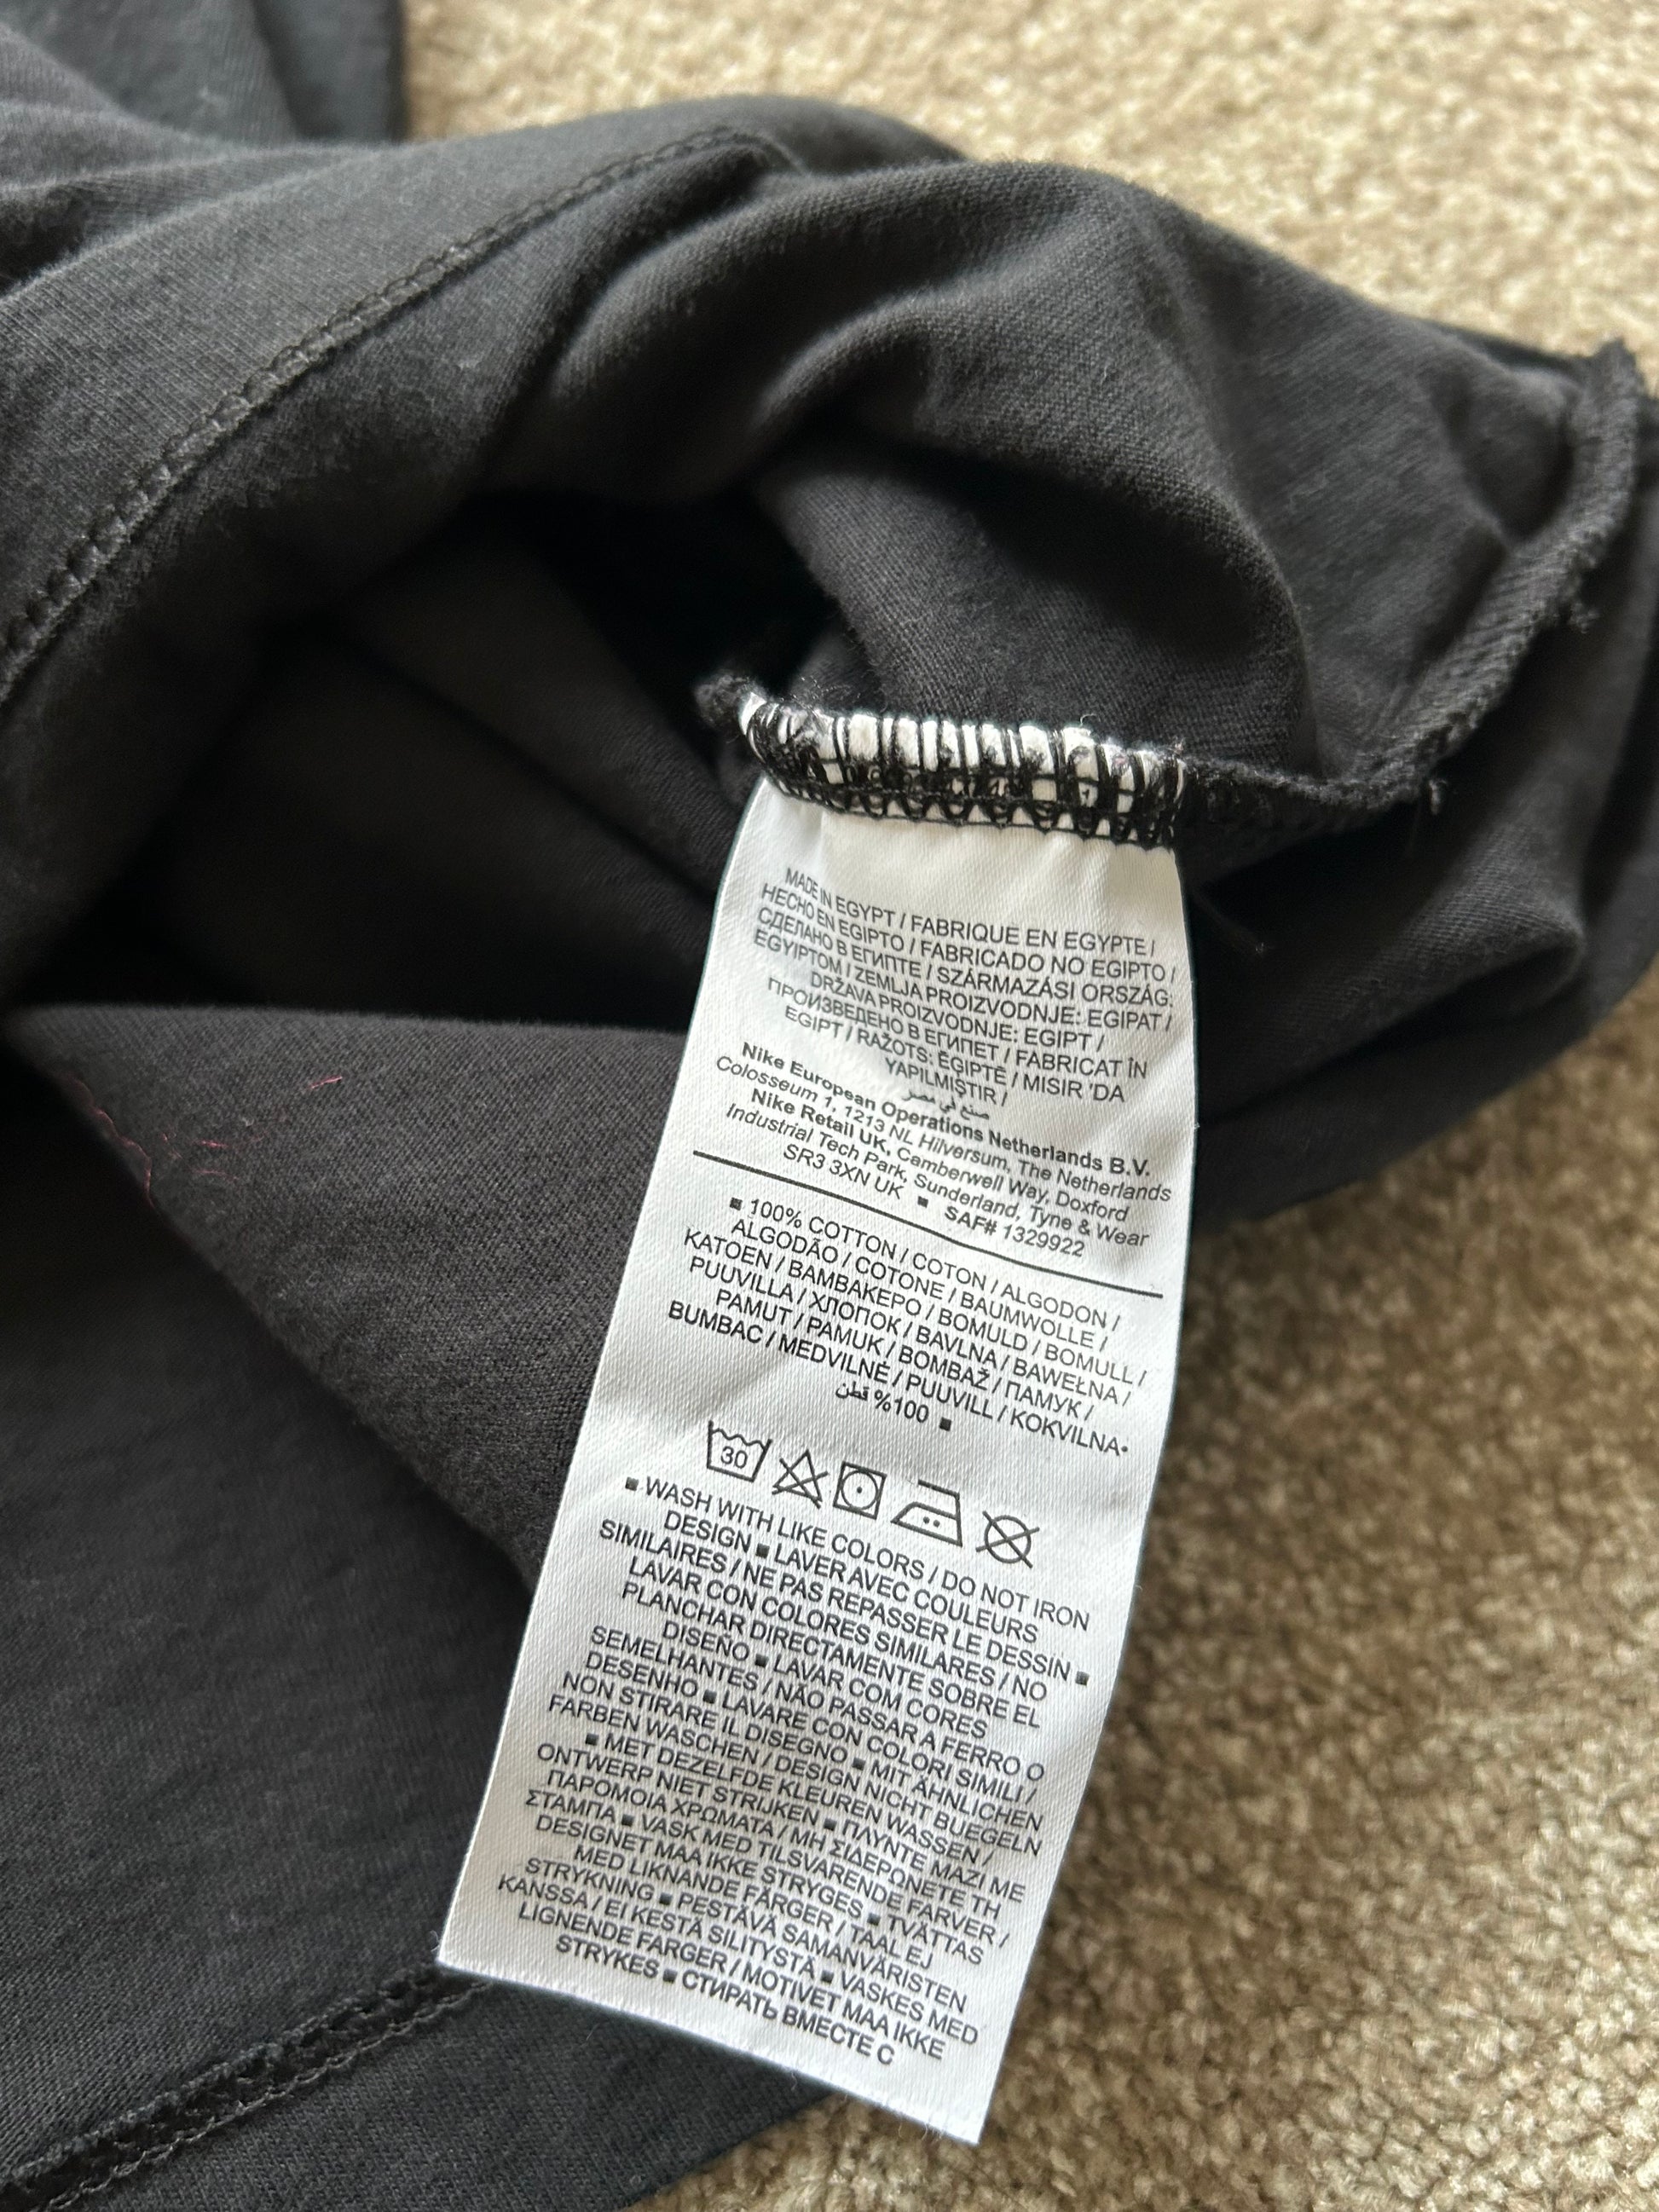 MADE IN EGYPT / FABRIQUE EN EGYPTE /
HECHO EN EGIPTO / FABRICADO NO EGIPTO /
СДЕЛАНО В ЕГИПТЕ / SZÁRMAZÁSI ORSZÁG:
EGYIPTOM / ZEMLJA PROIZVODNJE: EGIPAT /
DRŽAVA PROIZVODNJE: EGIPT /
ПРОИЗВЕДЕНО В ЕГИПЕТ / FABRICAT ÎN
EGIPT / RAŽOTS: ĒGIPTĒ / MISIR 'DA
YAPILMIŞTIR /
صنع في مصر
Nike European Operations Netherlands B.V.
Colosseum 1, 1213 NL Hilversum, The Netherlands
Nike Retail UK, Camberwell Way, Doxford
Industrial Tech Park, Sunderland, Tyne & Wear
SR3 3XN UK ■ SAF# 1329922
■ 100% COTTON / COTON / ALGODON /
ALGODÃO / COTONE / BAUMWOLLE /
KATOEN / ΒΑΜΒΑΚΕΡΟ / BOMULD / BOMULL /
PUUVILLA / ХЛОПОК / BAVLNA / BAWEŁNA /
PAMUT / PAMUK / BOMBAŽ / ПАМУК /
BUMBAC / MEDVILNĖ / PUUVILL / KOKVILNA•
100% قطن ■
30
■ WASH WITH LIKE COLORS / DO NOT IRON
DESIGN ■ LAVER AVEC COULEURS
SIMILAIRES / NE PAS REPASSER LE DESSIN ■
LAVAR CON COLORES SIMILARES / NO
PLANCHAR DIRECTAMENTE SOBRE EL
DISEÑO ■ LAVAR COM CORES
SEMELHANTES / NÃO PASSAR A FERRO O
DESENHO ■ LAVARE CON COLORI SIMILI /
NON STIRARE IL DISEGNO ■ MIT ÄHNLICHEN
FARBEN WASCHEN / DESIGN NICHT BUEGELN
■ MET DEZELFDE KLEUREN WASSEN /
ONTWERP NIET STRIJKEN ■ ΠΛΥΝΤΕ ΜΑΖΙ ΜΕ
ΠΑΡΟΜΟΙΑ ΧΡΩΜΑΤΑ / ΜΗ ΣΙΔΕΡΩΝΕΤΕ ΤΗ
ΣΤΑΜΠΑ ■ VASK MED TILSVARENDE FARVER /
DESIGNET MAA IKKE STRYGES ■ TVÄTTAS
MED LIKNANDE FÄRGER / TAAL EJ
STRYKNING ■ PESTÄVÄ SAMANVÄRISTEN
KANSSA / EI KESTÄ SILITYSTÄ ■ VASKES MED
LIGNENDE FARGER / MOTIVET MAA IKKE
STRYKES ■ СТИРАТЬ ВМЕСТЕ С